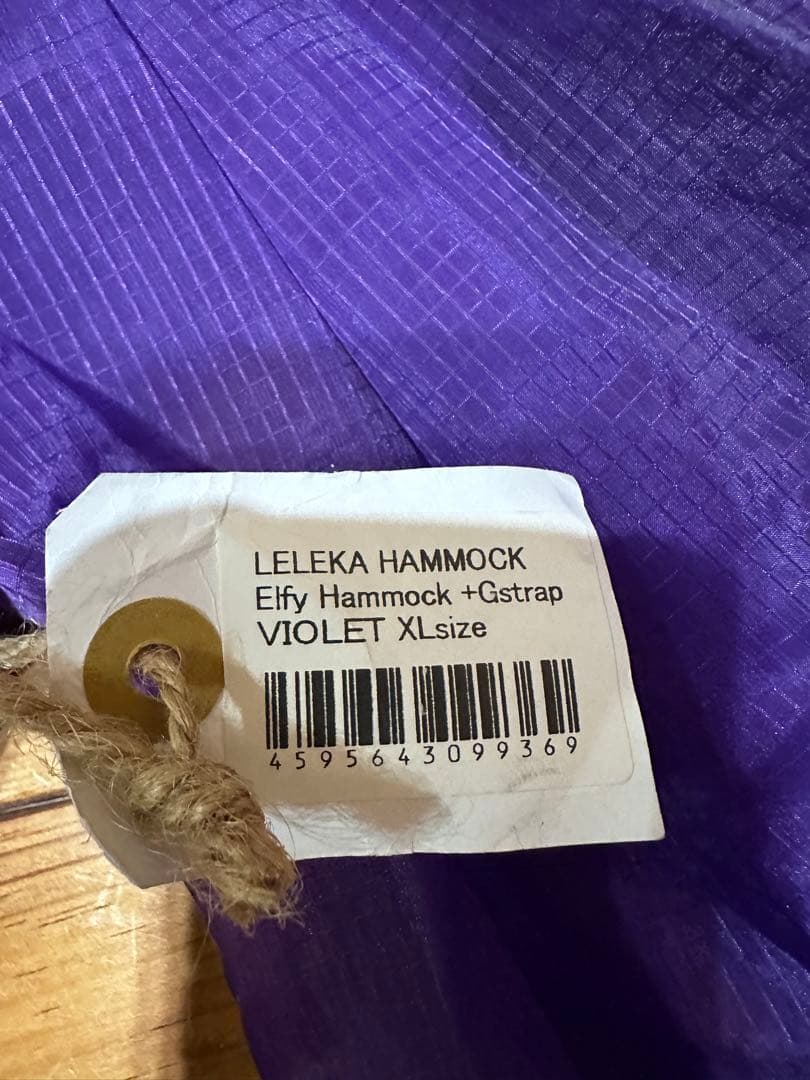 LELEKA HAMMOCK
Elfy Hammock +Gstrap
VIOLET XLsize
4595643099369